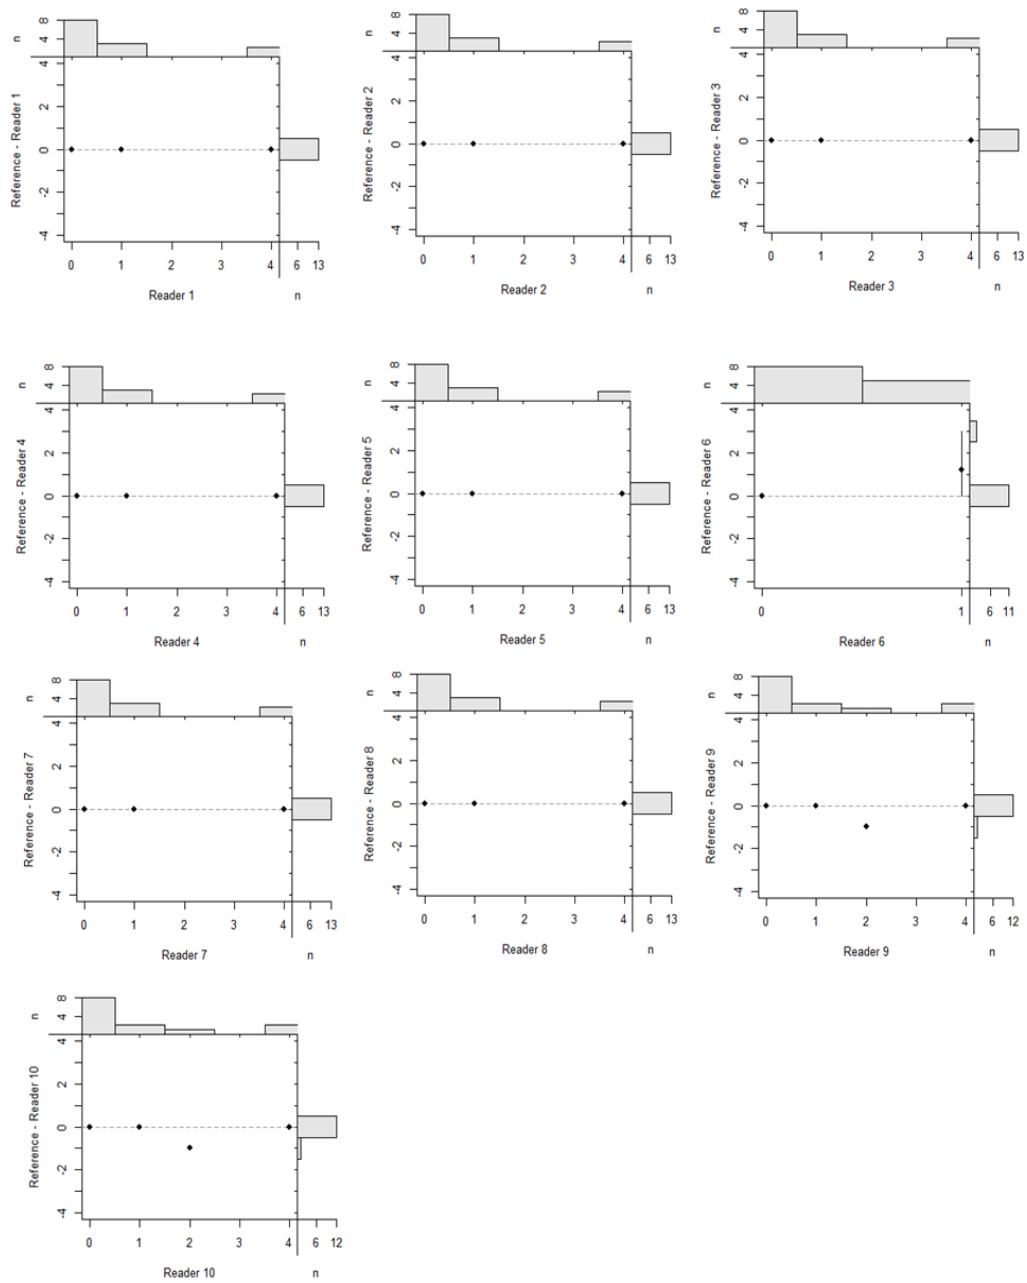 n
8
4
Reference - Reader 1
4
2
0
-2
-4
0 1 2 3 4 6 13
Reader 1 n
n
8
4
Reference - Reader 2
4
2
0
-2
-4
0 1 2 3 4 6 13
Reader 2 n
n
8
4
Reference - Reader 3
4
2
0
-2
-4
0 1 2 3 4 6 13
Reader 3 n
n
8
4
Reference - Reader 4
4
2
0
-2
-4
0 1 2 3 4 6 13
Reader 4 n
n
8
4
Reference - Reader 5
4
2
0
-2
-4
0 1 2 3 4 6 13
Reader 5 n
n
8
4
Reference - Reader 6
4
2
0
-2
-4
0 1 6 11
Reader 6 n
n
8
4
Reference - Reader 7
4
2
0
-2
-4
0 1 2 3 4 6 13
Reader 7 n
n
8
4
Reference - Reader 8
4
2
0
-2
-4
0 1 2 3 4 6 13
Reader 8 n
n
8
4
Reference - Reader 9
4
2
0
-2
-4
0 1 2 3 4 6 12
Reader 9 n
n
8
4
Reference - Reader 10
4
2
0
-2
-4
0 1 2 3 4 6 12
Reader 10 n